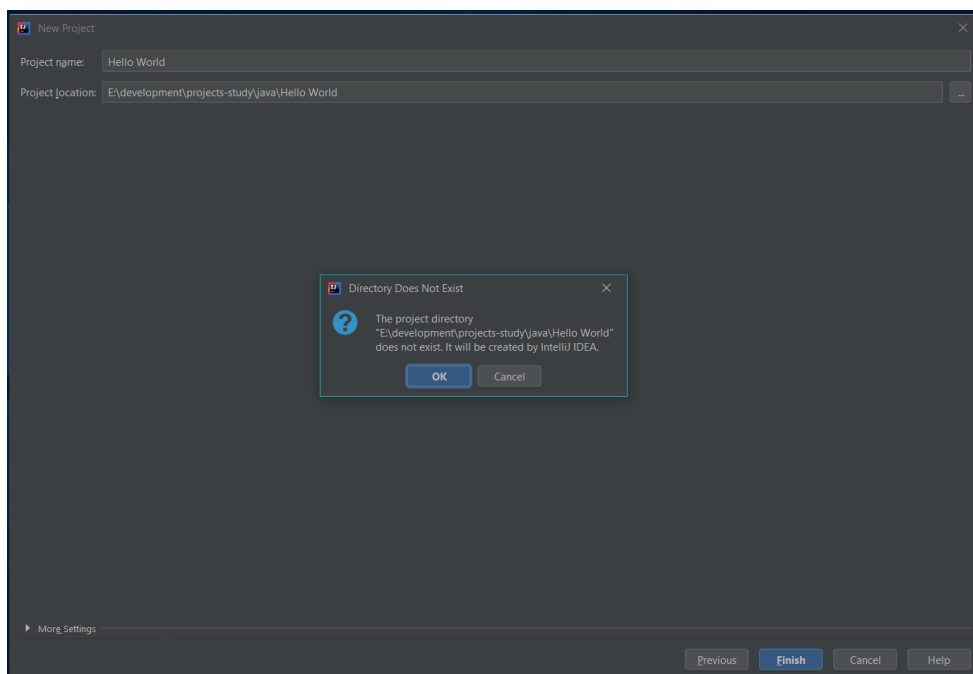 New Project
Project name: Hello World
Project location: E:\development\projects-study\java\Hello World ...
Directory Does Not Exist
The project directory
"E:\development\projects-study\java\Hello World"
does not exist. It will be created by IntelliJ IDEA.
OK Cancel
More Settings
Previous Finish Cancel Help